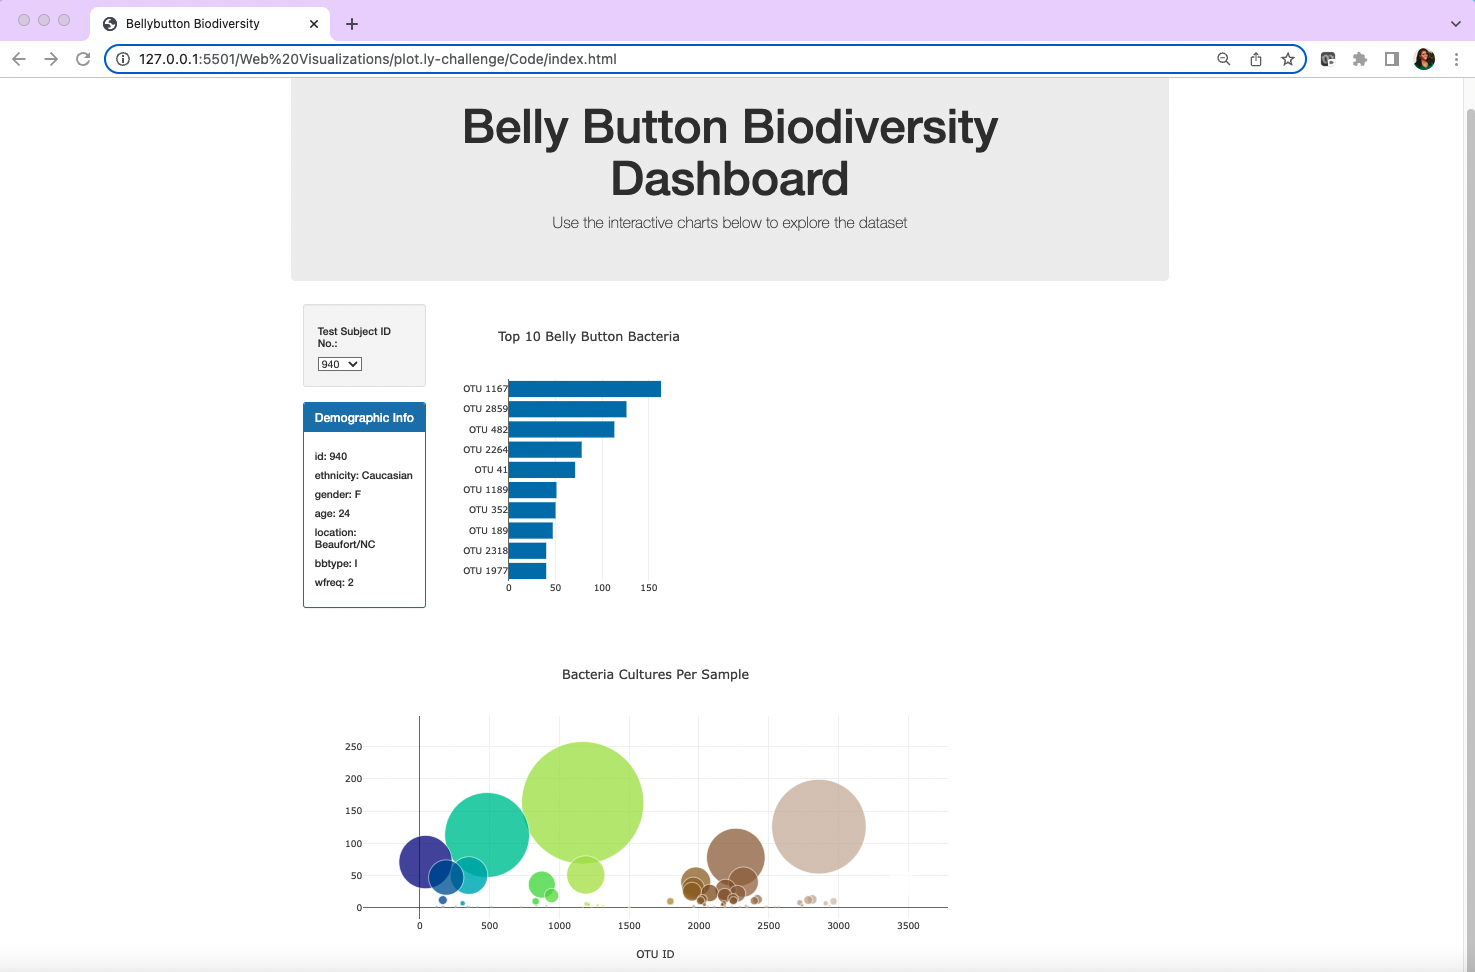 Bellybutton Biodiversity
127.0.0.1:5501/Web%20Visualizations/plot.ly-challenge/Code/index.html
Belly Button Biodiversity
Dashboard
Use the interactive charts below to explore the dataset
Test Subject ID
No.:
940
Demographic Info
id: 940
ethnicity: Caucasian
gender: F
age: 24
location:
Beaufort/NC
bbtype: I
wfreq: 2
Top 10 Belly Button Bacteria
OTU 1167
OTU 2859
OTU 482
OTU 2264
OTU 41
OTU 1189
OTU 352
OTU 189
OTU 2318
OTU 1977
0 50 100 150
Bacteria Cultures Per Sample
250
200
150
100
50
0
0 500 1000 1500 2000 2500 3000 3500
OTU ID